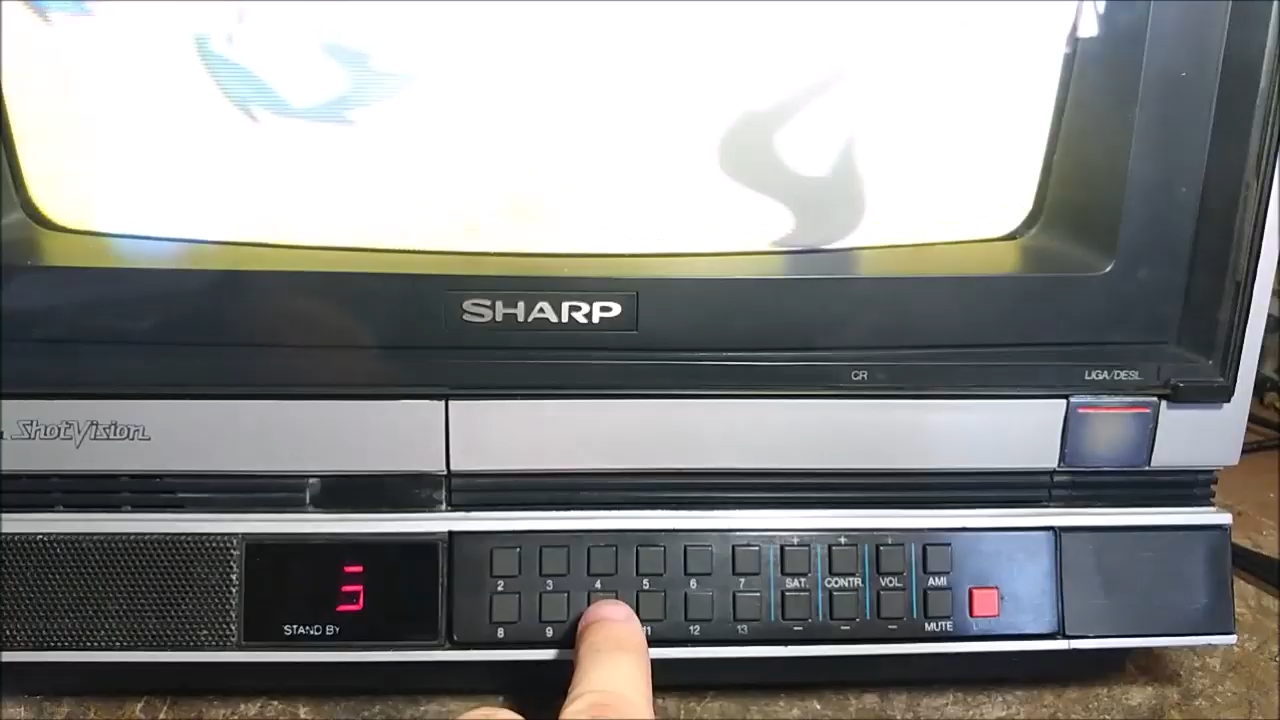 SHARP
CR
LIGA/DESL.
ShotVision
2 3 4 5 6 7 SAT. CONTR. VOL. AMI
STAND BY
8 9 11 12 13 MUTE